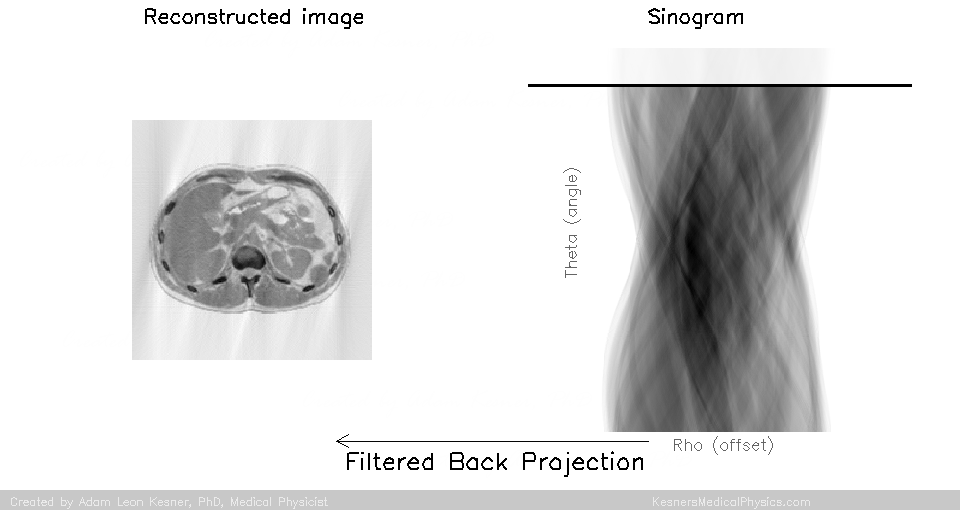 Reconstructed image
Sinogram
Theta (angle)
Rho (offset)
Filtered Back Projection
Created by Adam Leon Kesner, PhD, Medical Physicist
KesnersMedicalPhysics.com